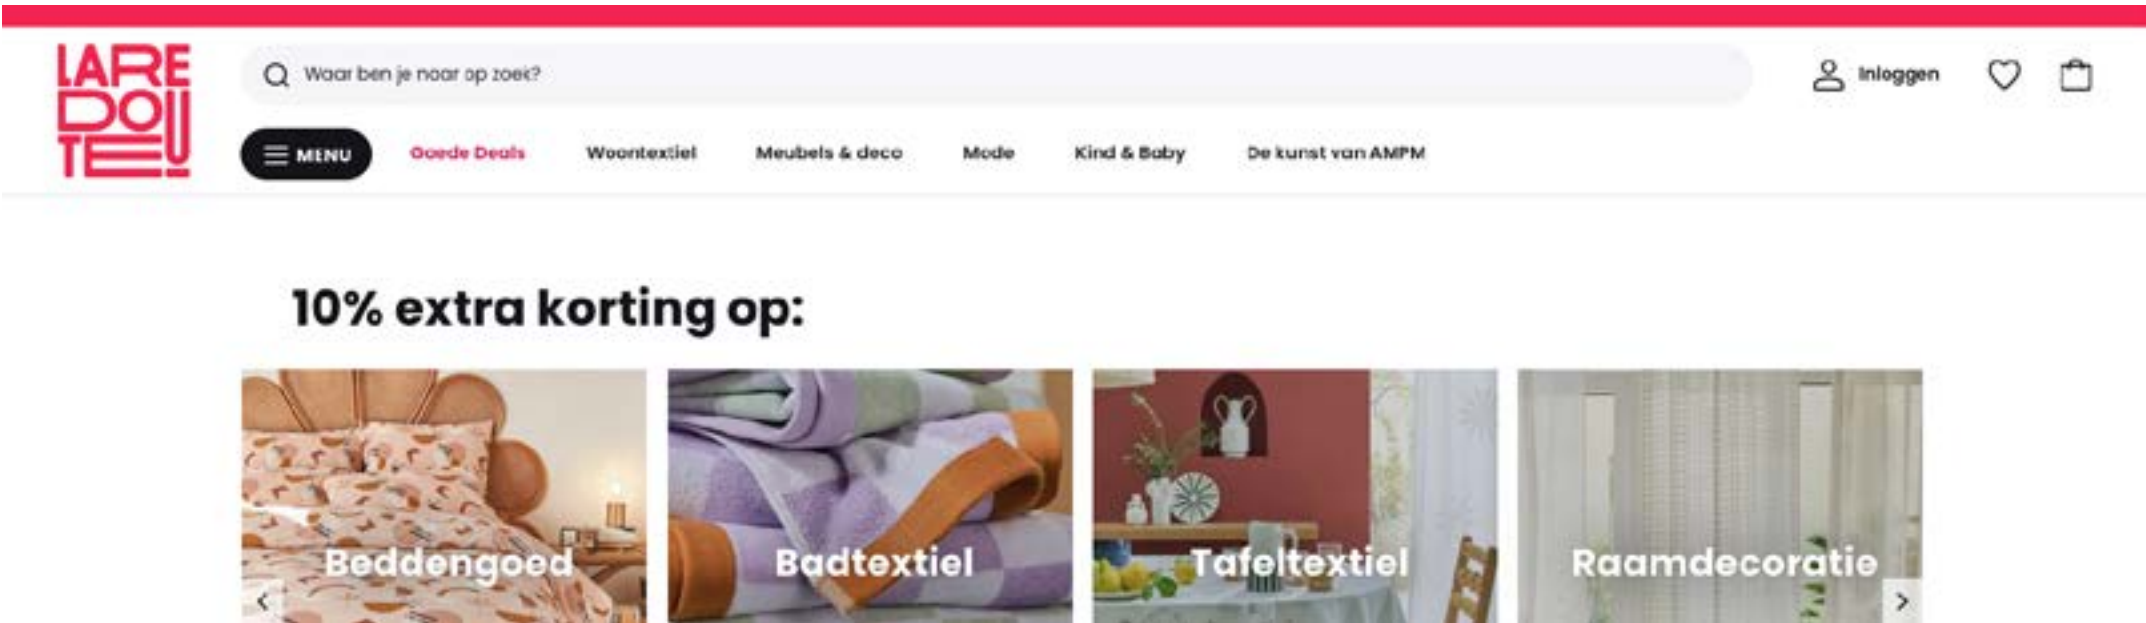 LA RE
DOU
TE
Waar ben je naar op zoek?
Inloggen
MENU
Goede Deals
Woontextiel
Meubels & deco
Mode
Kind & Baby
De kunst van AMPM
10% extra korting op:
Beddengoed
Badtextiel
Tafeltextiel
Raamdecoratie